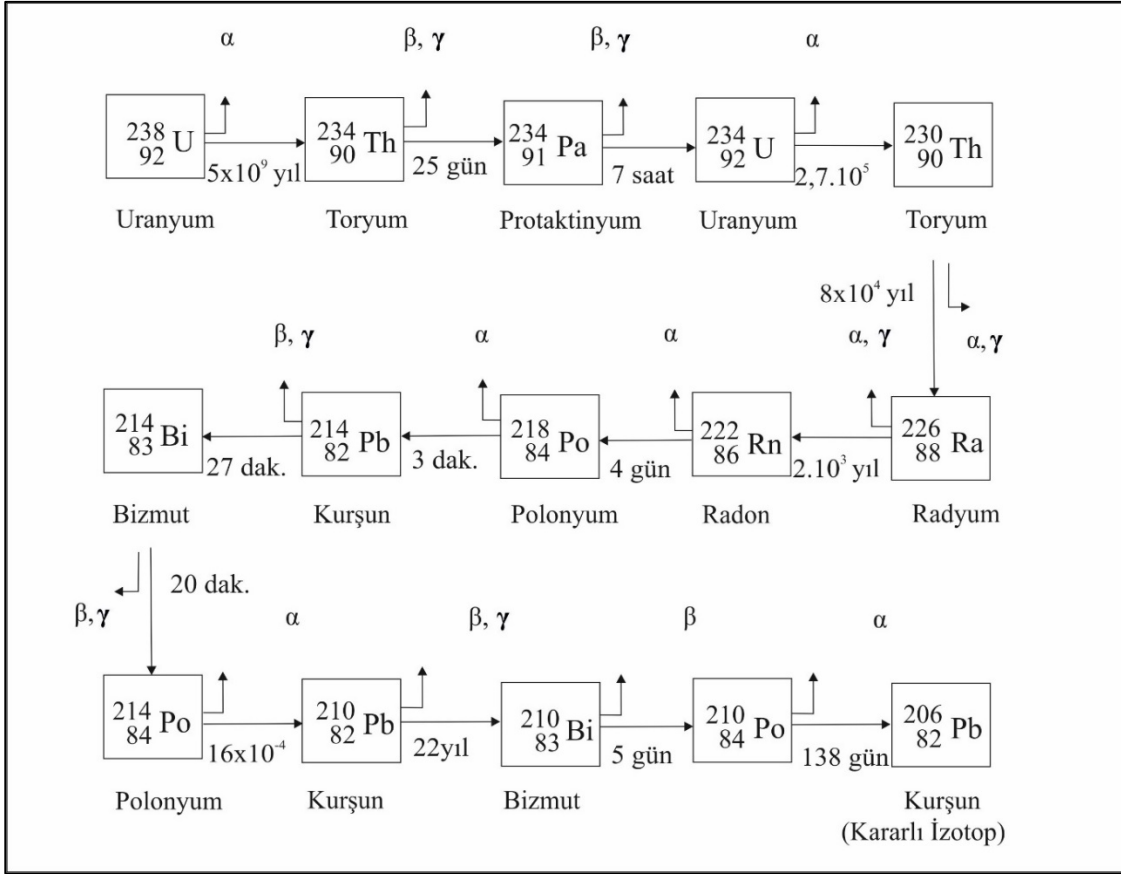 α β, γ β, γ α
238 92 U 234 90 Th 234 91 Pa 234 92 U 230 90 Th
5x10⁹ yıl 25 gün 7 saat 2,7.10⁵
Uranyum Toryum Protaktinyum Uranyum Toryum
8x10⁴ yıl
β, γ α α α, γ α, γ
214 83 Bi 214 82 Pb 218 84 Po 222 86 Rn 226 88 Ra
27 dak. 3 dak. 4 gün 2.10³ yıl
Bizmut Kurşun Polonyum Radon Radyum
20 dak.
β, γ α β, γ β α
214 84 Po 210 82 Pb 210 83 Bi 210 84 Po 206 82 Pb
16x10⁻⁴ 22yıl 5 gün 138 gün
Polonyum Kurşun Bizmut Kurşun
(Kararlı İzotop)